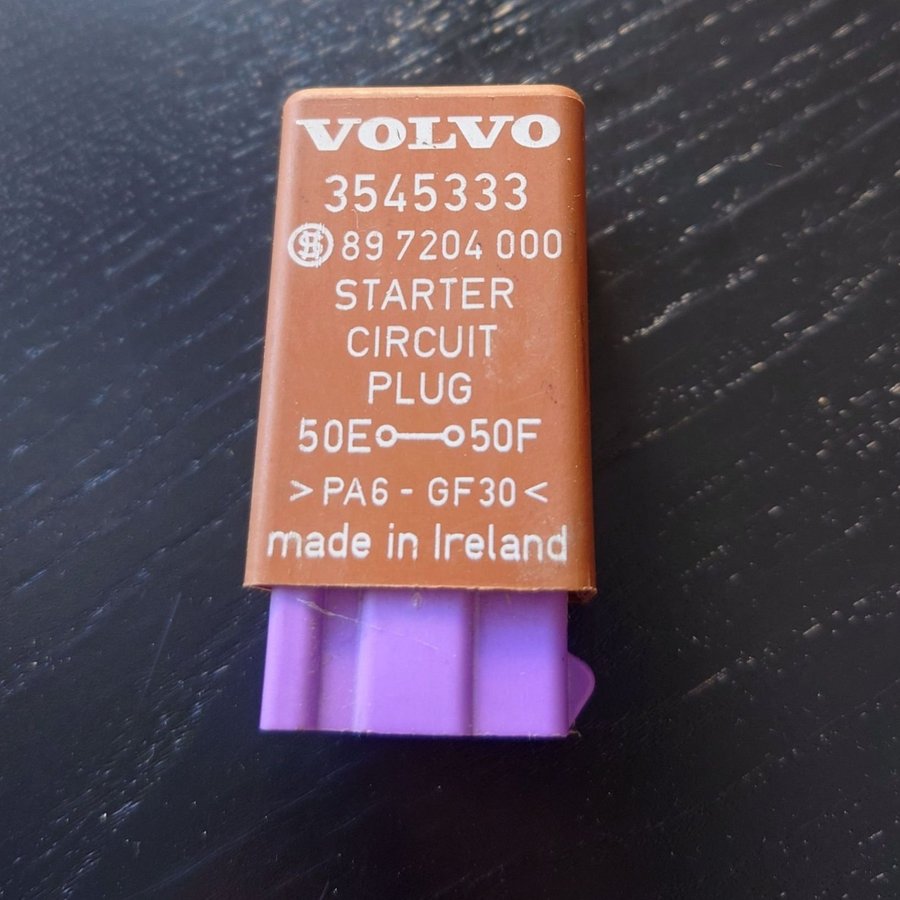 VOLVO
3545333
89 7204 000
STARTER
CIRCUIT
PLUG
50E 50F
>PA6 - GF30<
made in Ireland